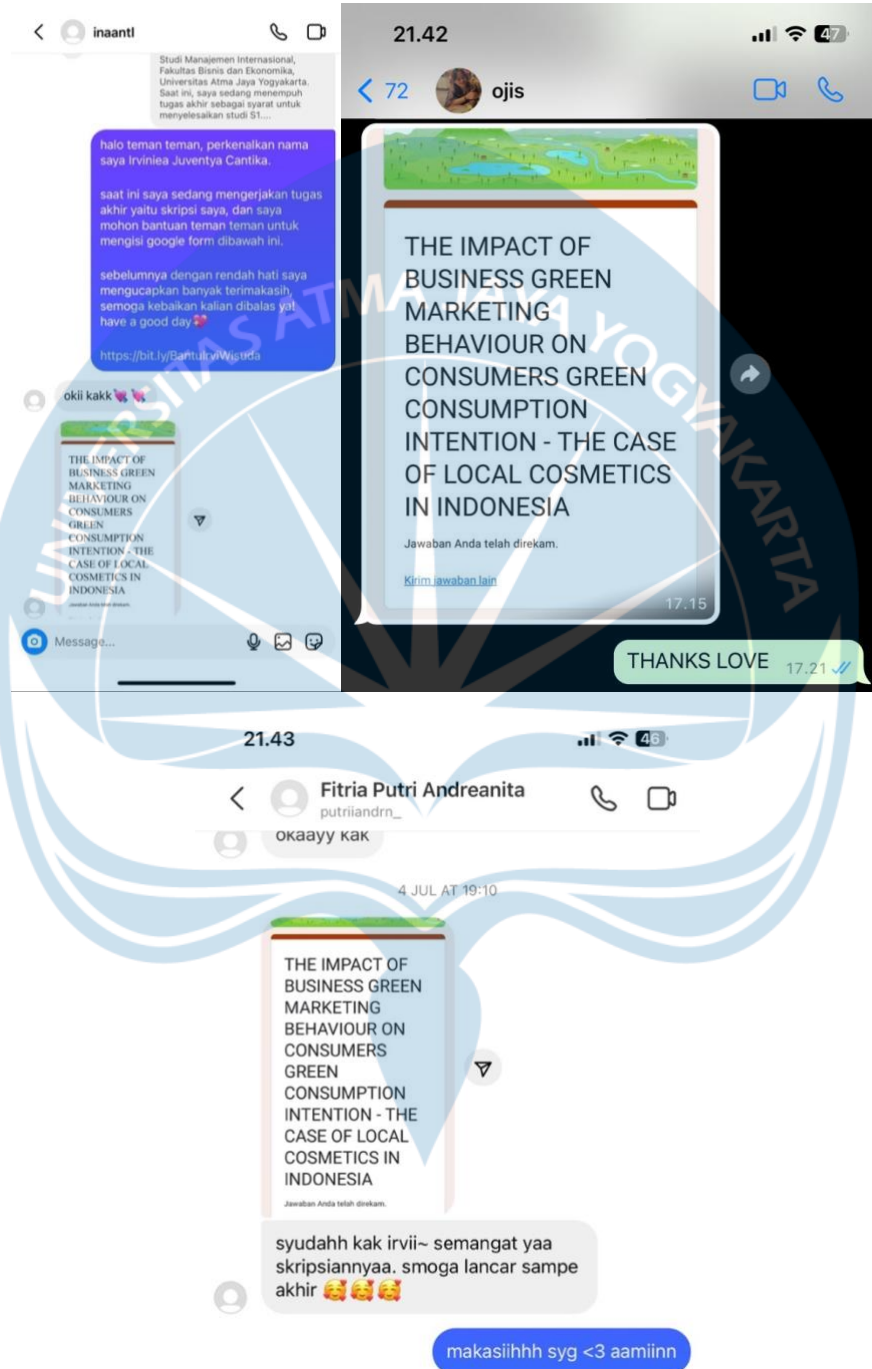 inaantl
Studi Manajemen Internasional,
Fakultas Bisnis dan Ekonomika,
Universitas Atma Jaya Yogyakarta.
Saat ini, saya sedang menempuh
tugas akhir sebagai syarat untuk
menyelesaikan studi S1....
halo teman teman, perkenalkan nama
saya Irviniea Juventya Cantika.
saat ini saya sedang mengerjakan tugas
akhir yaitu skripsi saya, dan saya
mohon bantuan teman teman untuk
mengisi google form dibawah ini.
sebelumnya dengan rendah hati saya
mengucapkan banyak terimakasih,
semoga kebaikan kalian dibalas ya!
have a good day💖
https://bit.ly/BantuIrviWisuda
okii kakk💘💘
THE IMPACT OF
BUSINESS GREEN
MARKETING
BEHAVIOUR ON
CONSUMERS
GREEN
CONSUMPTION
INTENTION - THE
CASE OF LOCAL
COSMETICS IN
INDONESIA
Jawaban Anda telah direkam.
Message...
21.42
47
72
ojis
THE IMPACT OF
BUSINESS GREEN
MARKETING
BEHAVIOUR ON
CONSUMERS GREEN
CONSUMPTION
INTENTION - THE CASE
OF LOCAL COSMETICS
IN INDONESIA
Jawaban Anda telah direkam.
Kirim jawaban lain
17.15
THANKS LOVE 17.21
21.43
46
Fitria Putri Andreanita
putriiandrn_
okaayy kak
4 JUL AT 19:10
THE IMPACT OF
BUSINESS GREEN
MARKETING
BEHAVIOUR ON
CONSUMERS
GREEN
CONSUMPTION
INTENTION - THE
CASE OF LOCAL
COSMETICS IN
INDONESIA
Jawaban Anda telah direkam.
syudahh kak irvii~ semangat yaa
skripsiannyaa. smoga lancar sampe
akhir 🥰🥰🥰
makasiihhh syg <3 aamiinn
UNIVERSITAS ATMA JAYA YOGYAKARTA